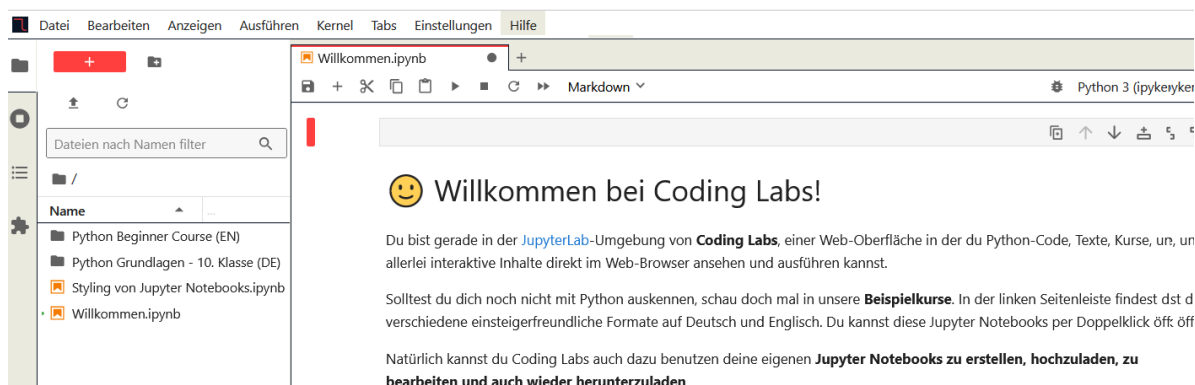 Datei Bearbeiten Anzeigen Ausführen Kernel Tabs Einstellungen Hilfe
Willkommen.ipynb
Markdown
Python 3
Dateien nach Namen filter
/
Name
...
Python Beginner Course (EN)
Python Grundlagen - 10. Klasse (DE)
Styling von Jupyter Notebooks.ipynb
Willkommen.ipynb
Willkommen bei Coding Labs!
Du bist gerade in der JupyterLab-Umgebung von Coding Labs, einer Web-Oberfläche in der du Python-Code, Texte, Kurse,
allerlei interaktive Inhalte direkt im Web-Browser ansehen und ausführen kannst.
Solltest du dich noch nicht mit Python auskennen, schau doch mal in unsere Beispielkurse. In der linken Seitenleiste findest
verschiedene einsteigerfreundliche Formate auf Deutsch und Englisch. Du kannst diese Jupyter Notebooks per Doppelklick
Natürlich kannst du Coding Labs auch dazu benutzen deine eigenen Jupyter Notebooks zu erstellen, hochzuladen, zu
bearbeiten und auch wieder herunterzuladen